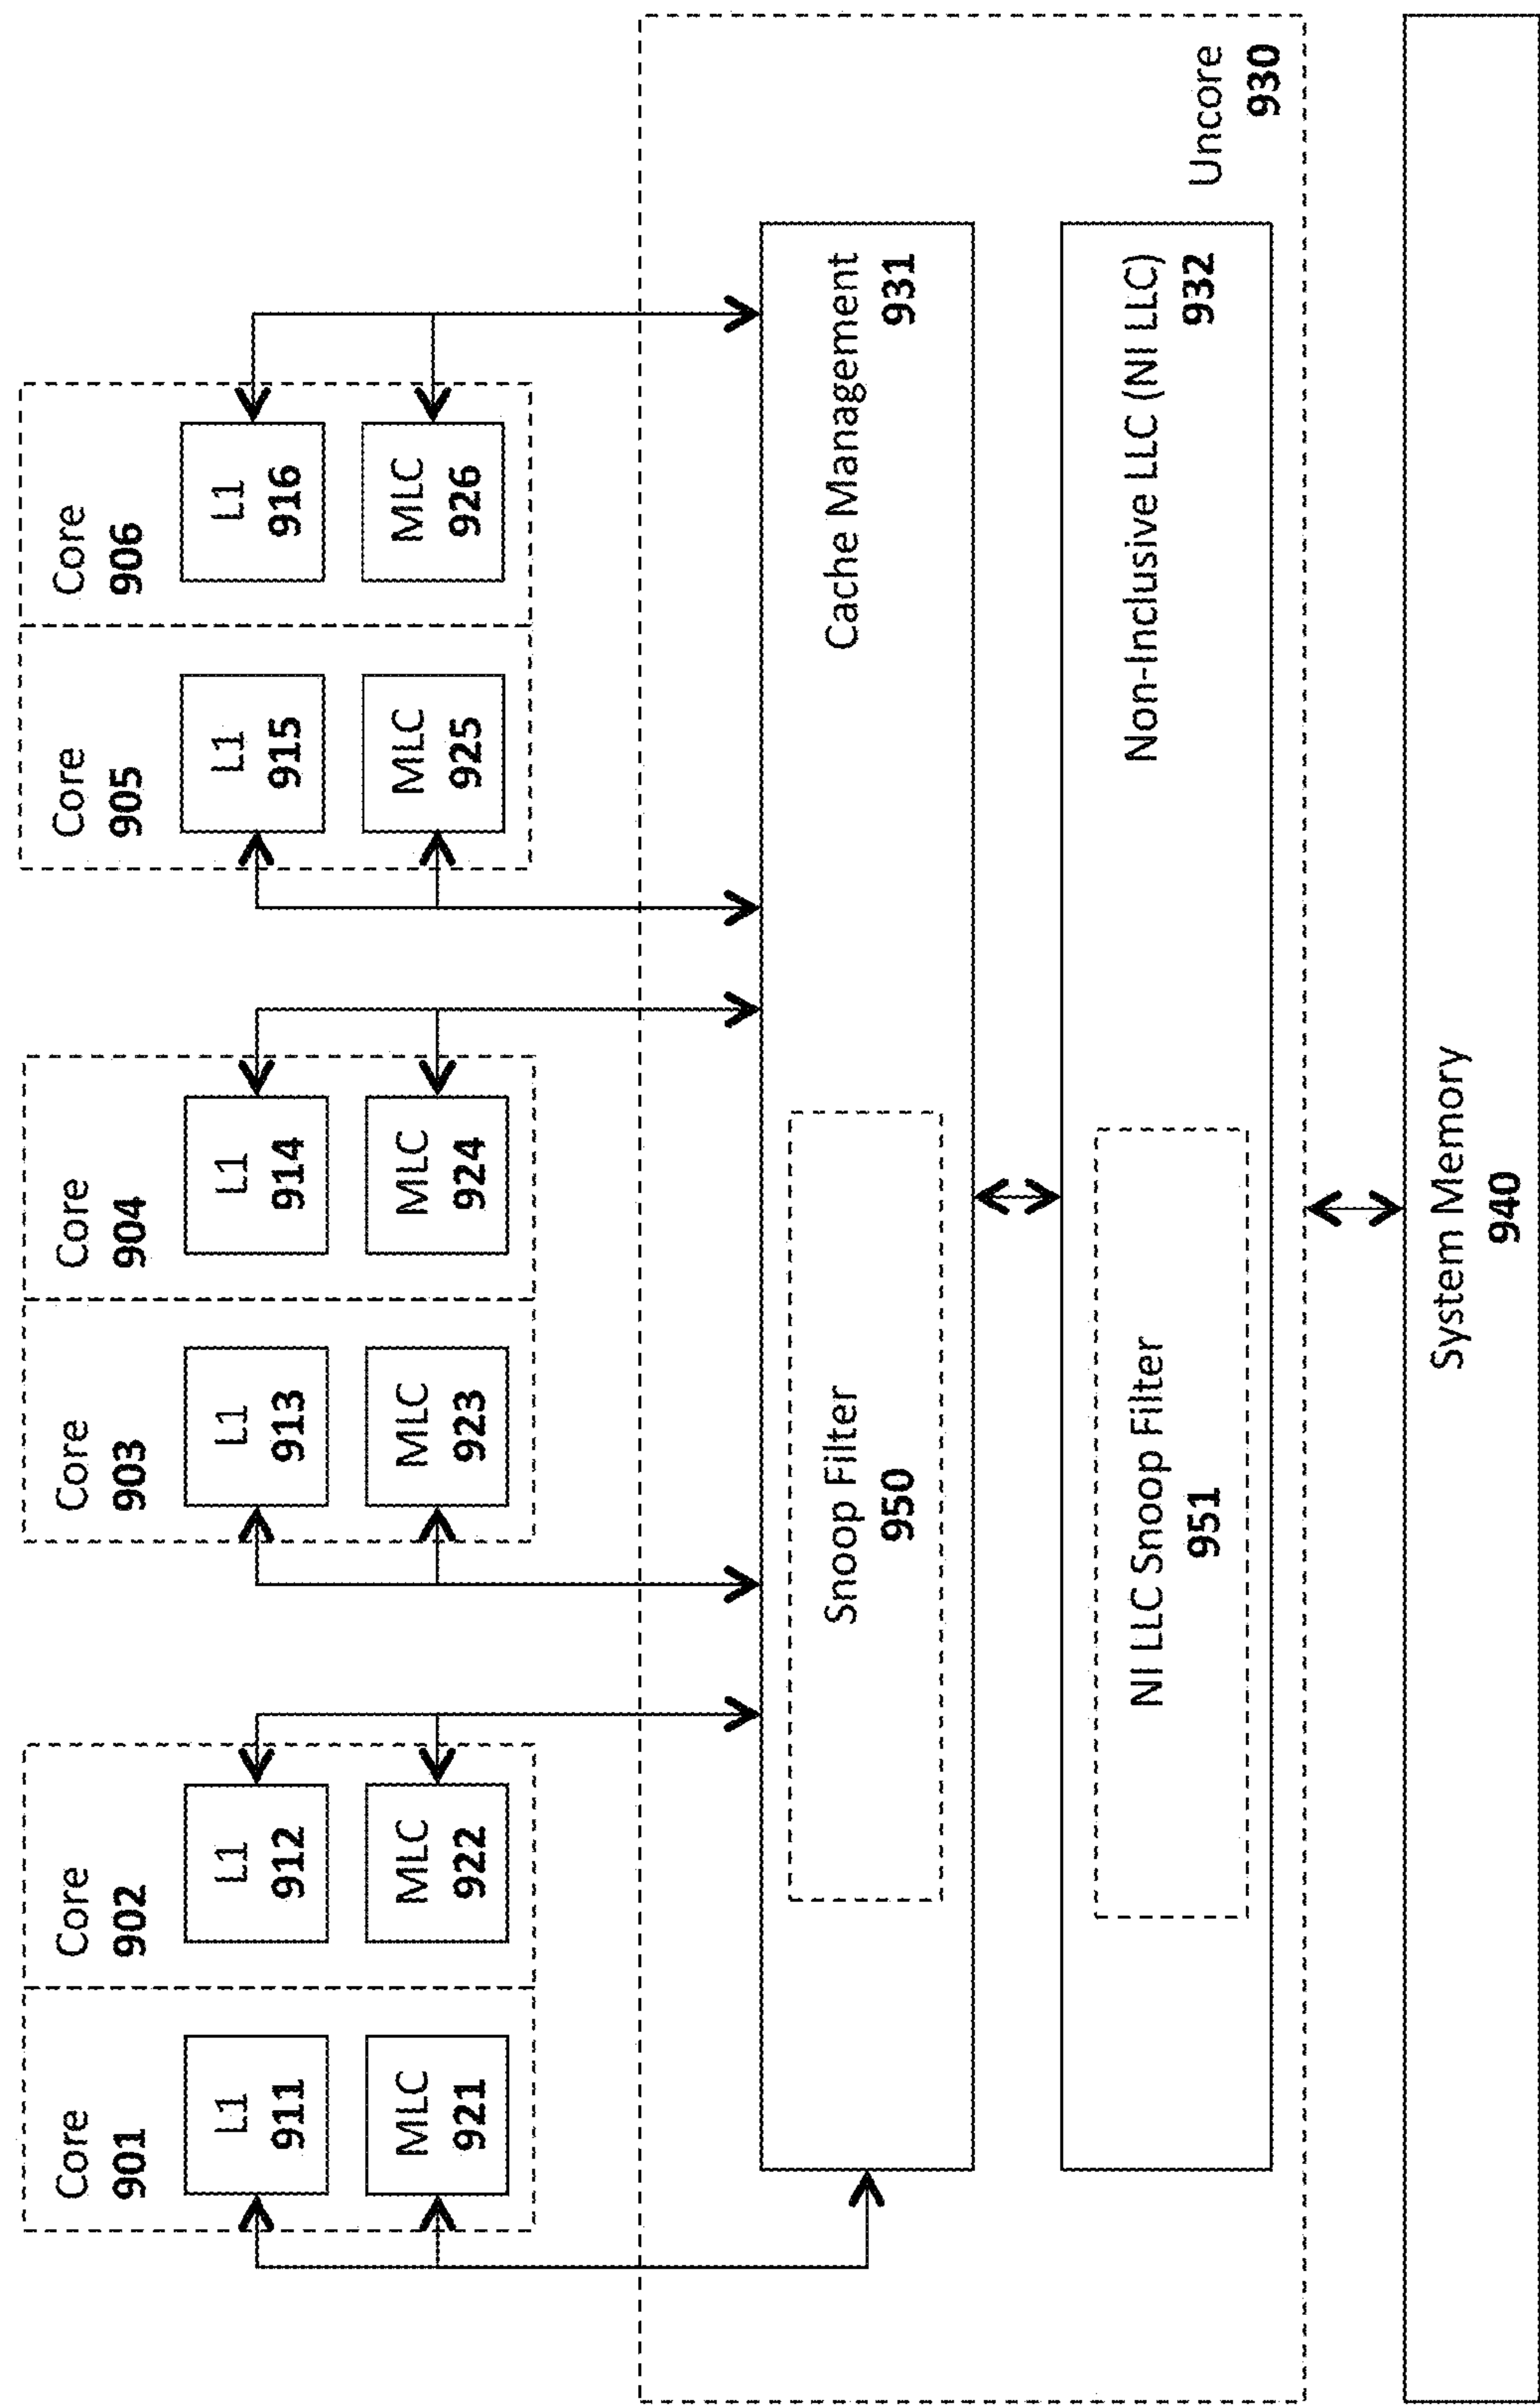 Core
901
L1
911
MLC
921
Core
902
L1
912
MLC
922
Core
903
L1
913
MLC
923
Core
904
L1
914
MLC
924
Core
905
L1
915
MLC
925
Core
906
L1
916
MLC
926
Snoop Filter
950
Cache Management
931
NI LLC Snoop Filter
951
Non-Inclusive LLC (NI LLC)
932
Uncore
930
System Memory
940